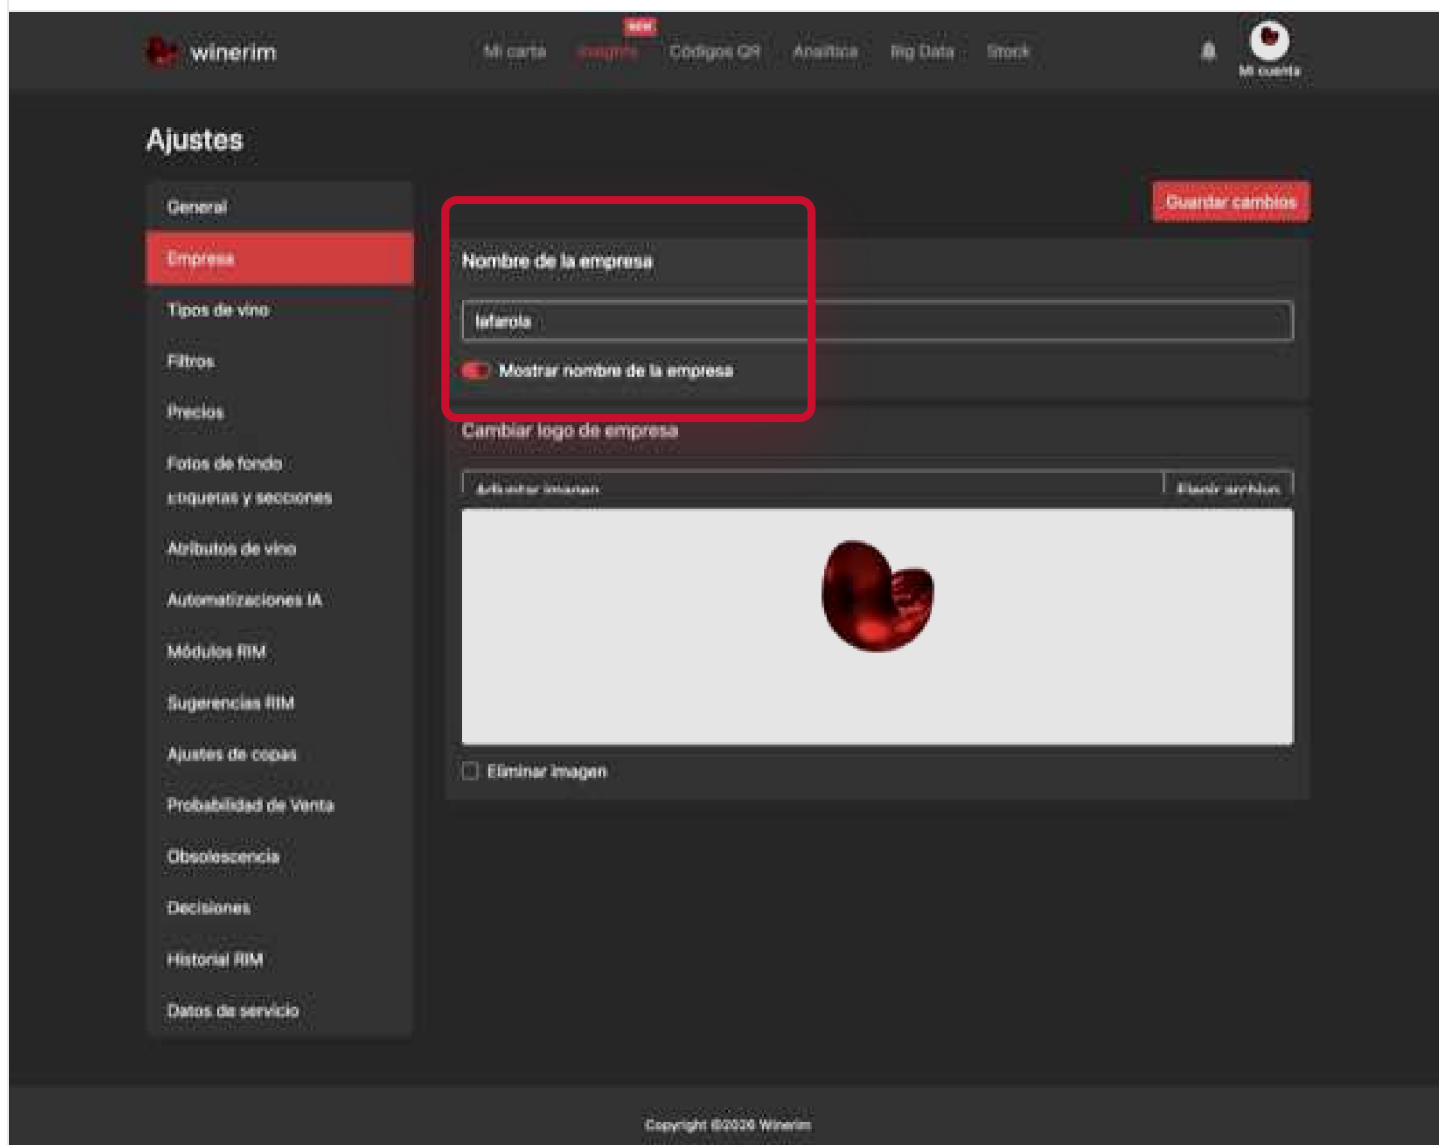 winerim
Mi carta
Insights
NEW
Códigos QR
Analítica
Big Data
Stock
Mi cuenta
Ajustes
General
Empresa
Tipos de vino
Filtros
Precios
Fotos de fondo
Etiquetas y secciones
Atributos de vino
Automatizaciones IA
Módulos RIM
Sugerencias RIM
Ajustes de copas
Probabilidad de Venta
Obsolescencia
Decisiones
Historial RIM
Datos de servicio
Guardar cambios
Nombre de la empresa
lafarola
Mostrar nombre de la empresa
Cambiar logo de empresa
Adjuntar imagen
Elegir archivo
Eliminar imagen
Copyright ©2026 Winerim